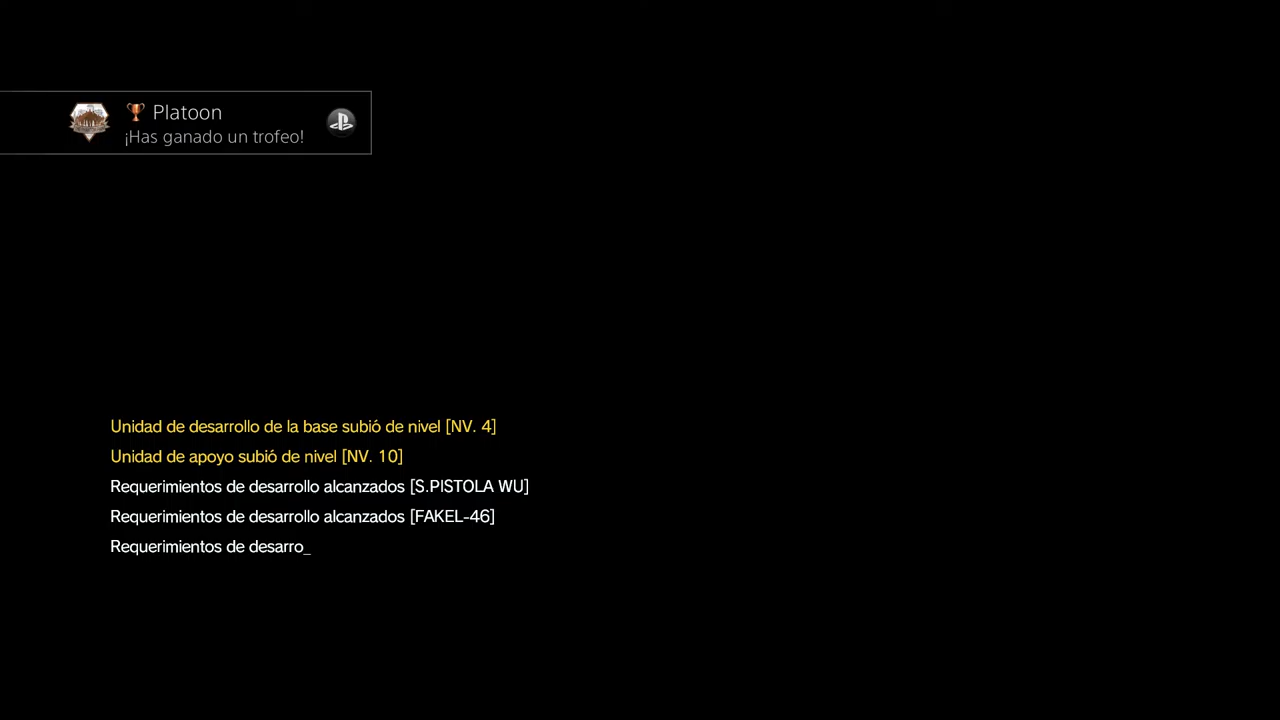 Platoon
¡Has ganado un trofeo!
Unidad de desarrollo de la base subió de nivel [NV. 4]
Unidad de apoyo subió de nivel [NV. 10]
Requerimientos de desarrollo alcanzados [S.PISTOLA WU]
Requerimientos de desarrollo alcanzados [FAKEL-46]
Requerimientos de desarro_